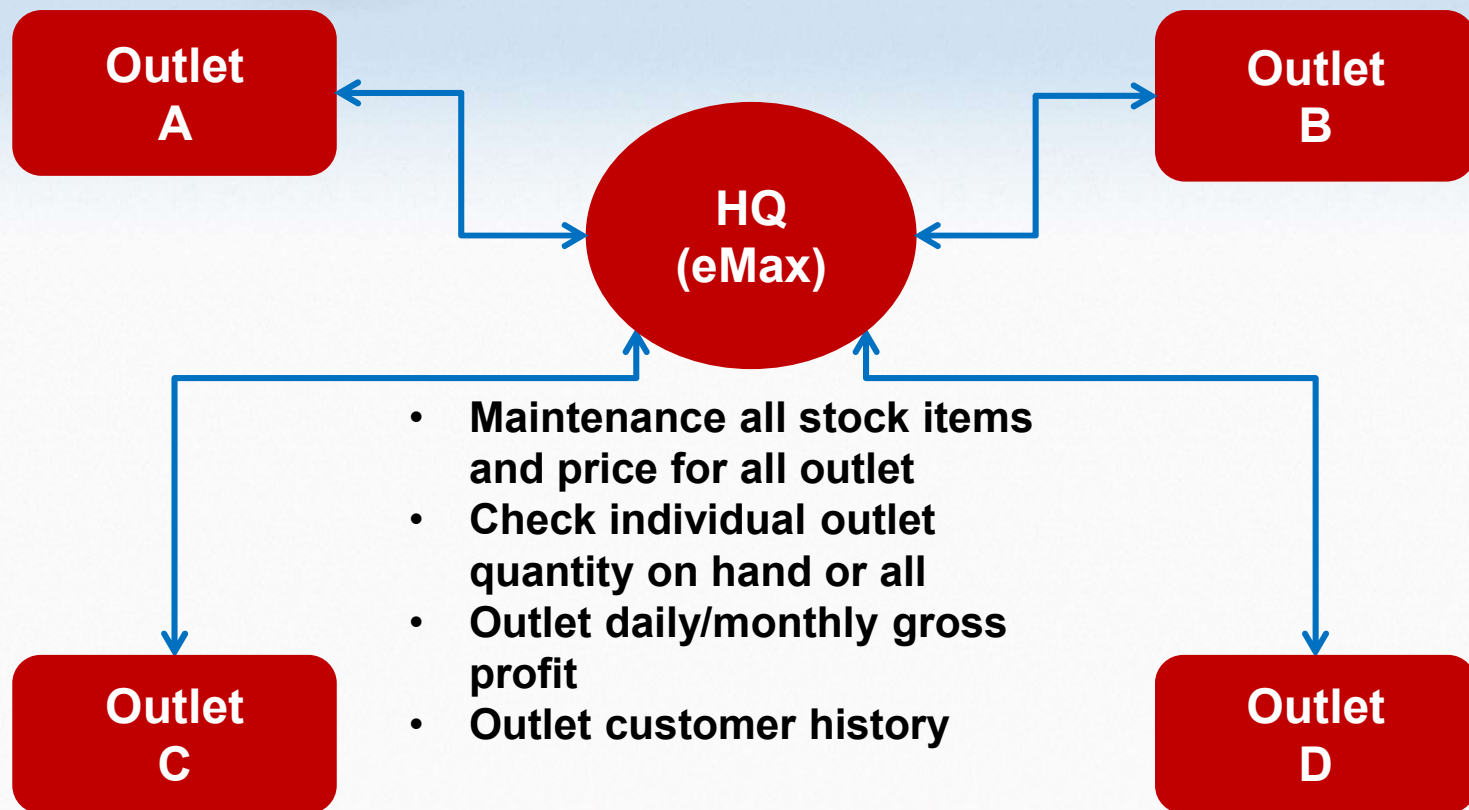 Outlet
A
Outlet
B
HQ
(eMax)
• Maintenance all stock items
and price for all outlet
• Check individual outlet
quantity on hand or all
• Outlet daily/monthly gross
profit
• Outlet customer history
Outlet
C
Outlet
D